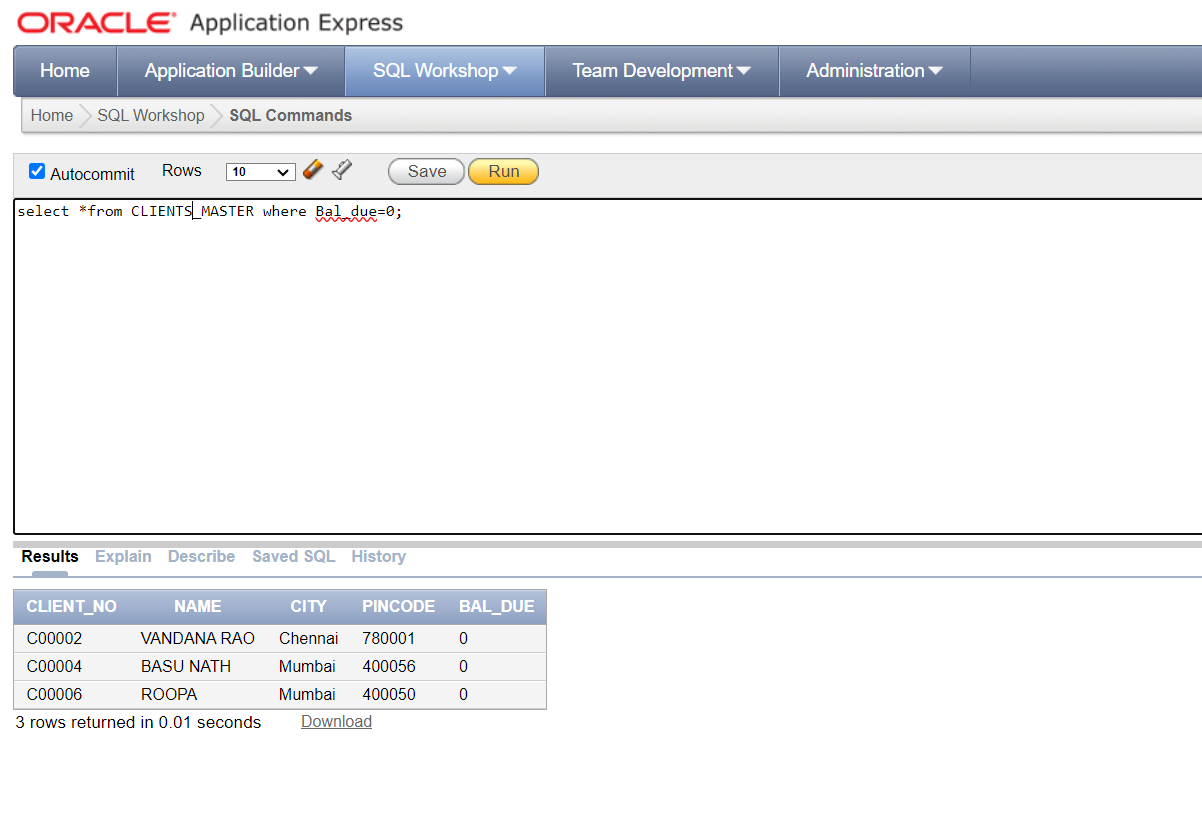 ORACLE® Application Express
Home Application Builder SQL Workshop Team Development Administration
Home SQL Workshop SQL Commands
Autocommit Rows 10 Save Run
select *from CLIENTS_MASTER where Bal_due=0;
Results Explain Describe Saved SQL History
CLIENT_NO NAME CITY PINCODE BAL_DUE
C00002 VANDANA RAO Chennai 780001 0
C00004 BASU NATH Mumbai 400056 0
C00006 ROOPA Mumbai 400050 0
3 rows returned in 0.01 seconds Download